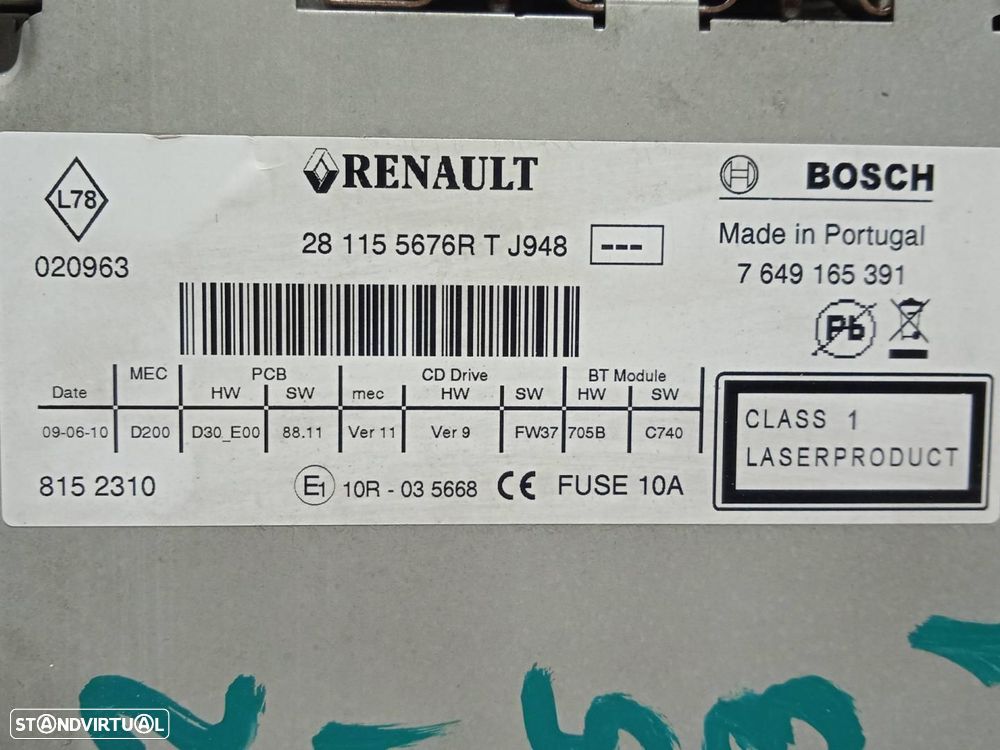 L78
020963
RENAULT
28 115 5676R T J948 ---
BOSCH
Made in Portugal
7 649 165 391
Pb
MEC PCB CD Drive BT Module
Date HW SW mec HW SW HW SW
09-06-10 D200 D30_E00 88.11 Ver 11 Ver 9 FW37 705B C740
CLASS 1
LASERPRODUCT
815 2310 E1 10R - 03 5668 CE FUSE 10A
STANDVIRTUAL